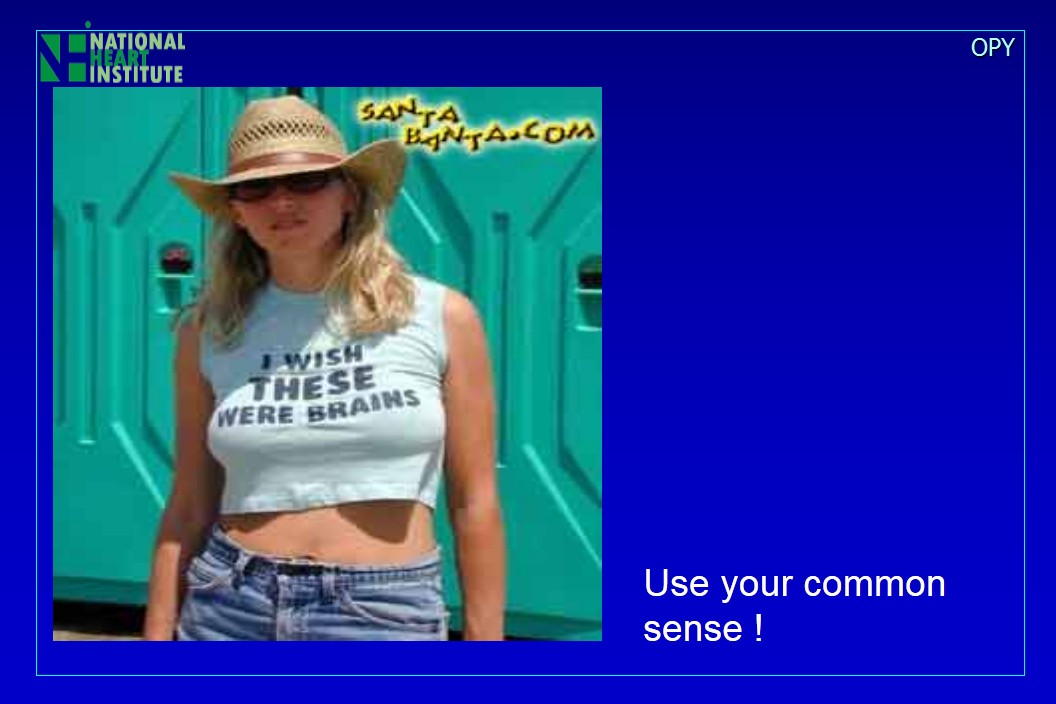 NATIONAL
HEART
INSTITUTE
OPY
SANTA
BANTA.COM
I WISH
THESE
WERE BRAINS
Use your common
sense !